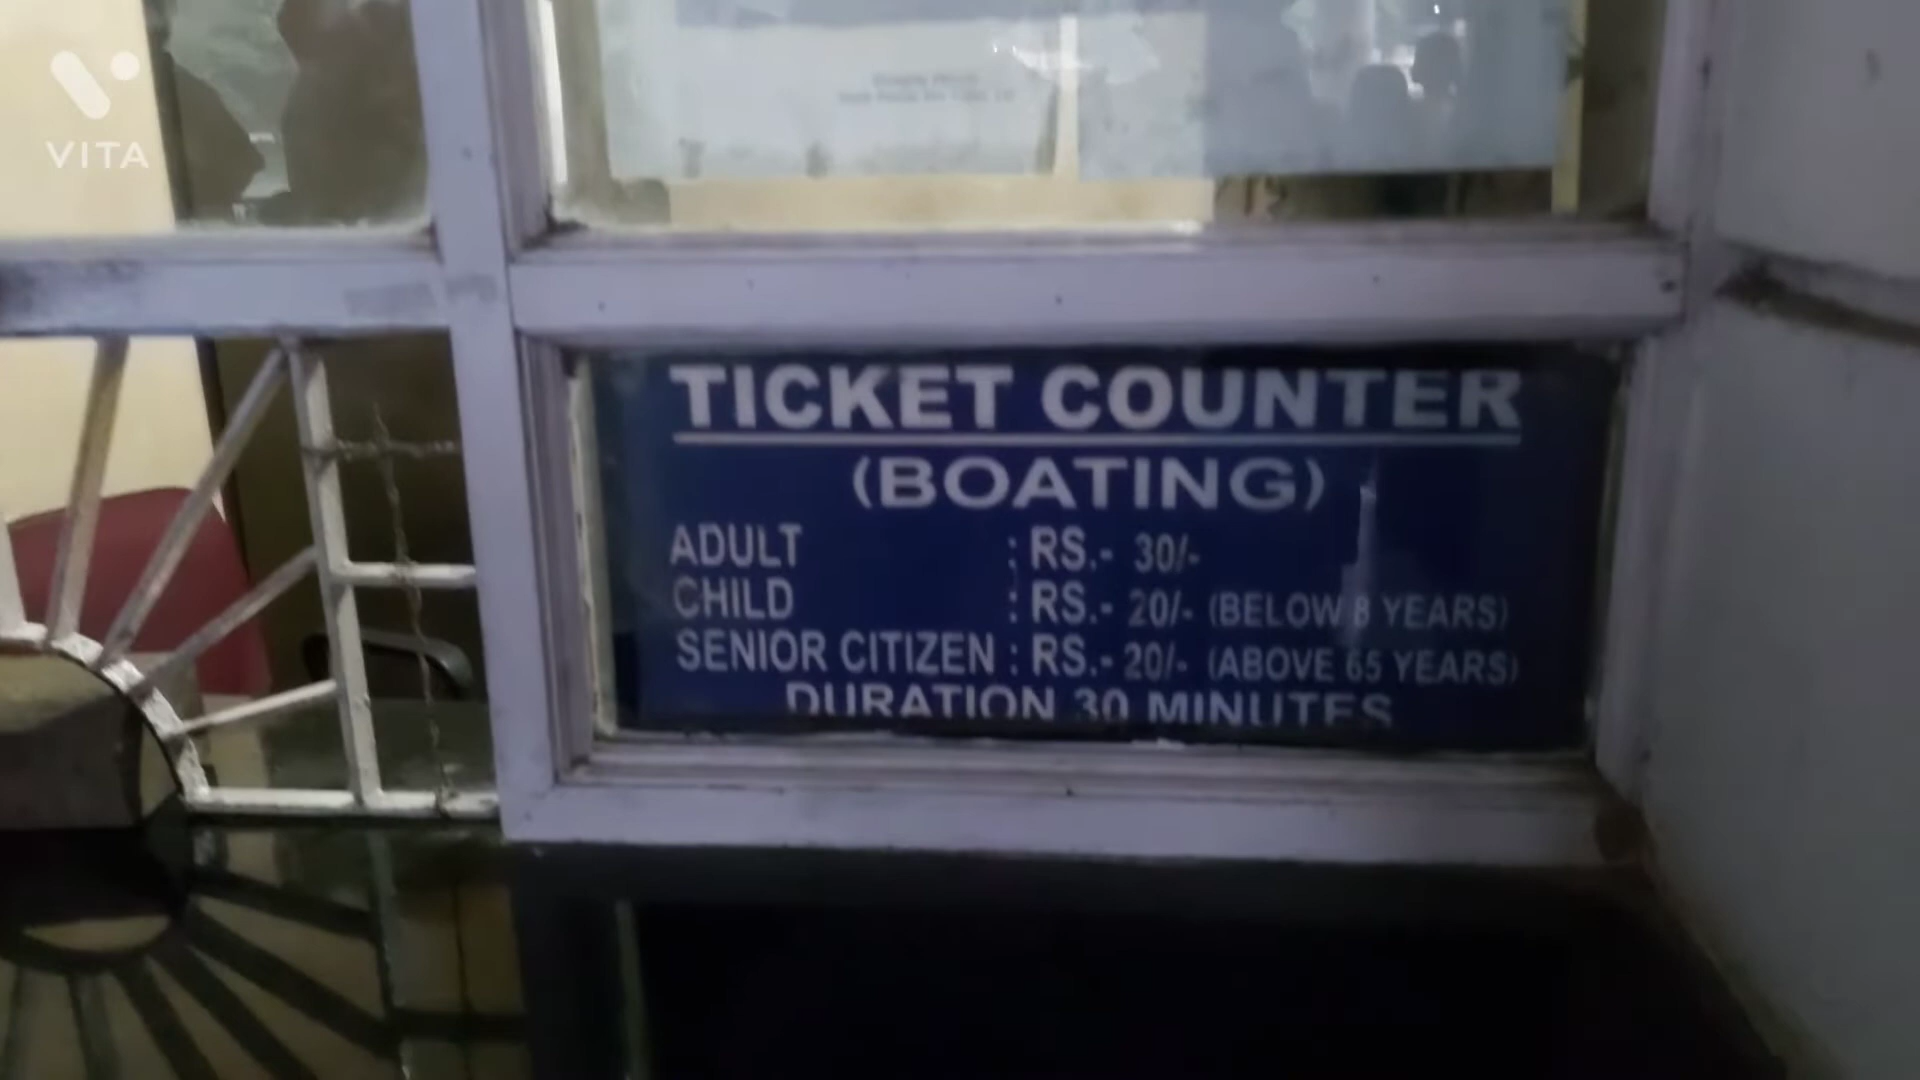 VITA
TICKET COUNTER
(BOATING)
ADULT : RS.- 30/-
CHILD : RS.- 20/- (BELOW 8 YEARS)
SENIOR CITIZEN : RS.- 20/- (ABOVE 65 YEARS)
DURATION 30 MINUTES